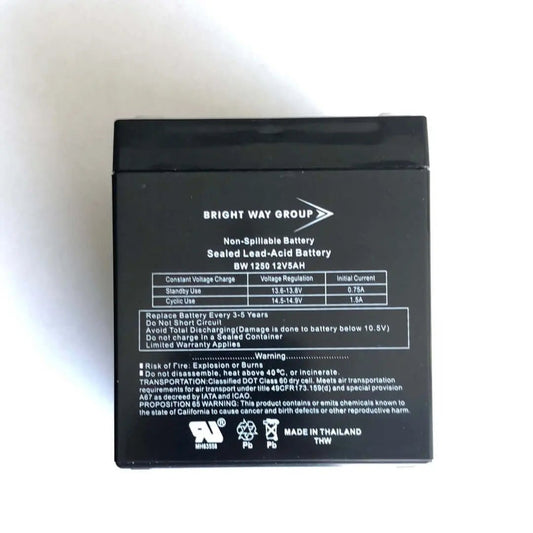 BRIGHT WAY GROUP
Non-Spillable Battery
Sealed Lead-Acid Battery
BW 1250 12V5AH
Constant Voltage Charge Voltage Regulation Initial Current
Standby Use 13.6-13.8V 0.75A
Cyclic Use 14.5-14.9V 1.5A
Replace Battery Every 3-5 Years
Do Not Short Circuit
Avoid Total Discharging(Damage is done to battery below 10.5V)
Do not charge in a Sealed Container
Limited Warranty Applies
Warning
Risk of Fire: Explosion or Burns
Do not disassemble, heat above 40°C, or incinerate.
TRANSPORTATION:Classified DOT Class 60 dry cell. Meets air transportation
requirements for air transport under title 49CFR173.159(d) and special provision
A67 as decreed by IATA and ICAO.
PROPOSITION 65 WARNING: This product contains or emits chemicals known to
the state of California to cause cancer and birth defects or other reproductive harm.
MH63558
Pb Pb
MADE IN THAILAND
THW